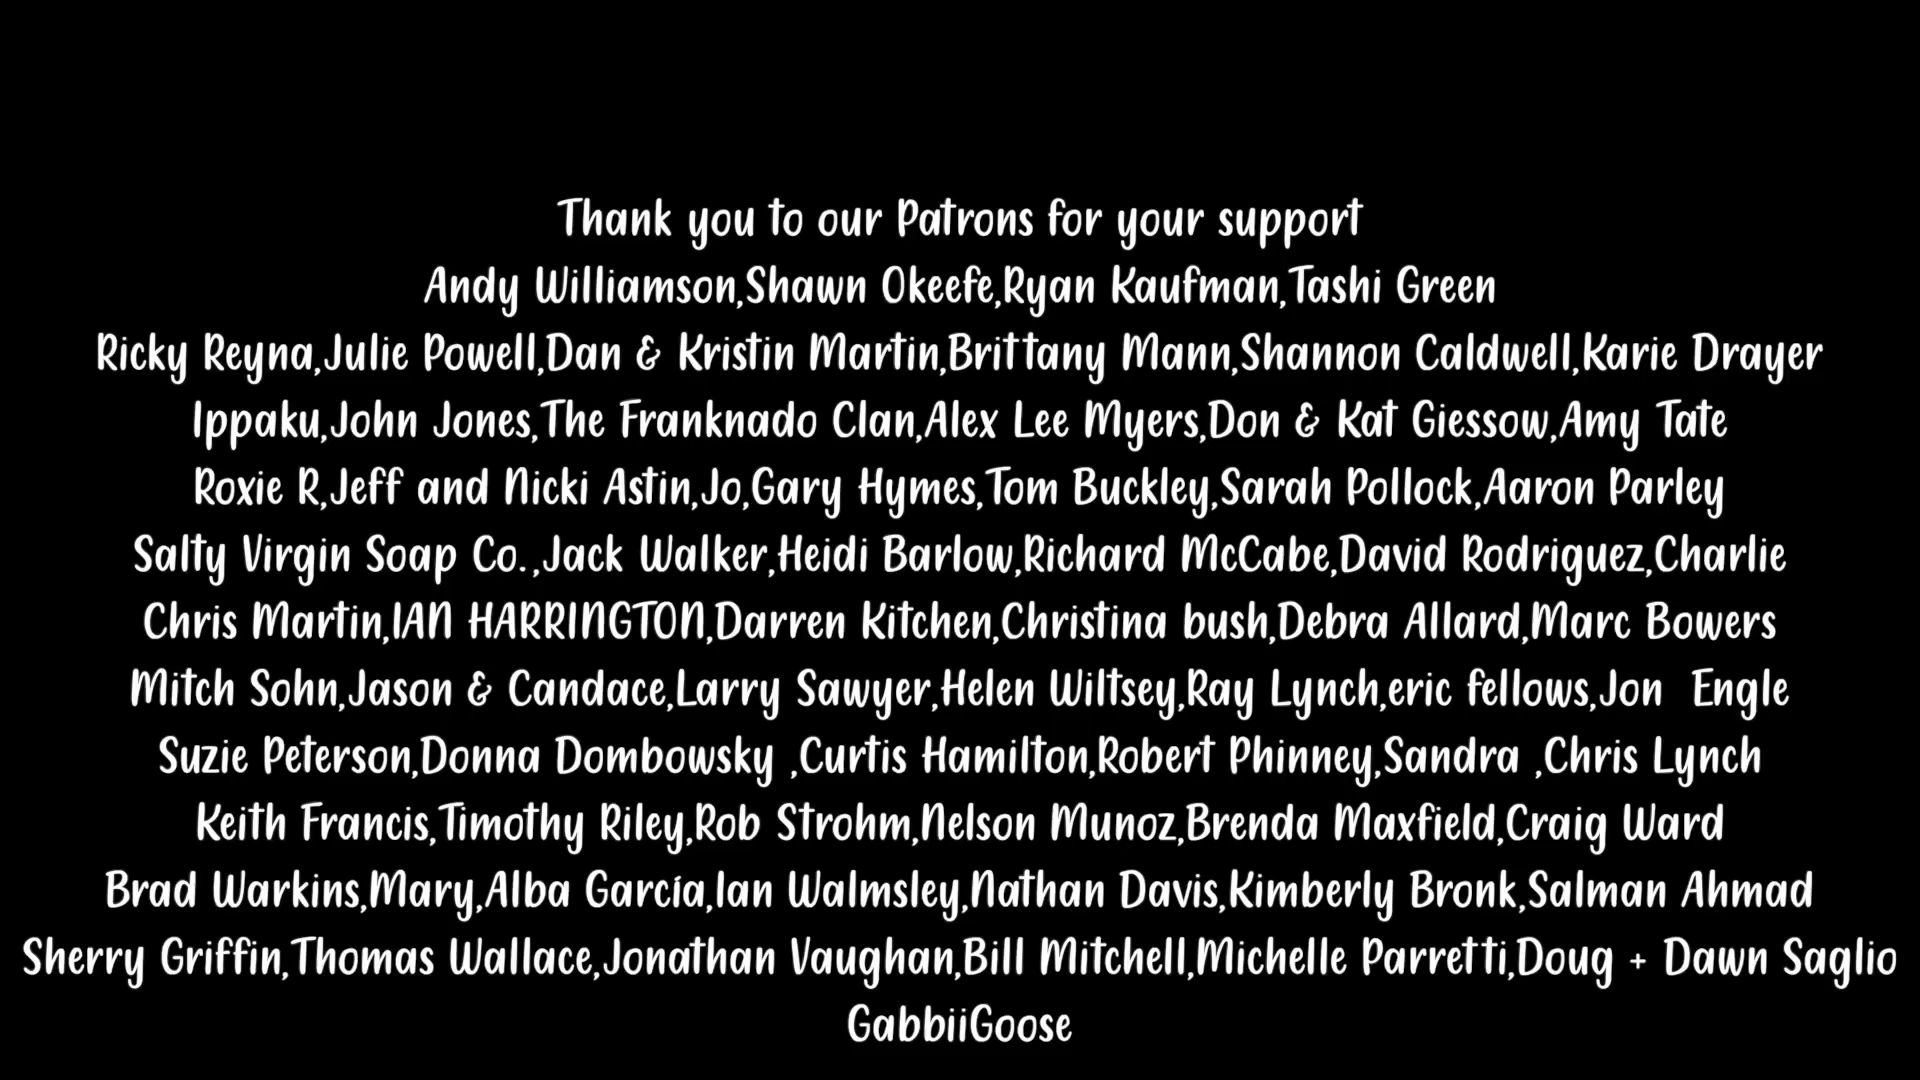 Thank you to our Patrons for your support
Andy Williamson,Shawn Okeefe,Ryan Kaufman,Tashi Green
Ricky Reyna,Julie Powell,Dan & Kristin Martin,Brittany Mann,Shannon Caldwell,Karie Drayer
Ippaku,John Jones,The Franknado Clan,Alex Lee Myers,Don & Kat Giessow,Amy Tate
Roxie R,Jeff and Nicki Astin,Jo,Gary Hymes,Tom Buckley,Sarah Pollock,Aaron Parley
Salty Virgin Soap Co.,Jack Walker,Heidi Barlow,Richard McCabe,David Rodriguez,Charlie
Chris Martin,IAN HARRINGTON,Darren Kitchen,Christina bush,Debra Allard,Marc Bowers
Mitch Sohn,Jason & Candace,Larry Sawyer,Helen Wiltsey,Ray Lynch,eric fellows,Jon  Engle
Suzie Peterson,Donna Dombowsky ,Curtis Hamilton,Robert Phinney,Sandra ,Chris Lynch
Keith Francis,Timothy Riley,Rob Strohm,Nelson Munoz,Brenda Maxfield,Craig Ward
Brad Warkins,Mary,Alba García,Ian Walmsley,Nathan Davis,Kimberly Bronk,Salman Ahmad
Sherry Griffin,Thomas Wallace,Jonathan Vaughan,Bill Mitchell,Michelle Parretti,Doug + Dawn Saglio
GabbiiGoose